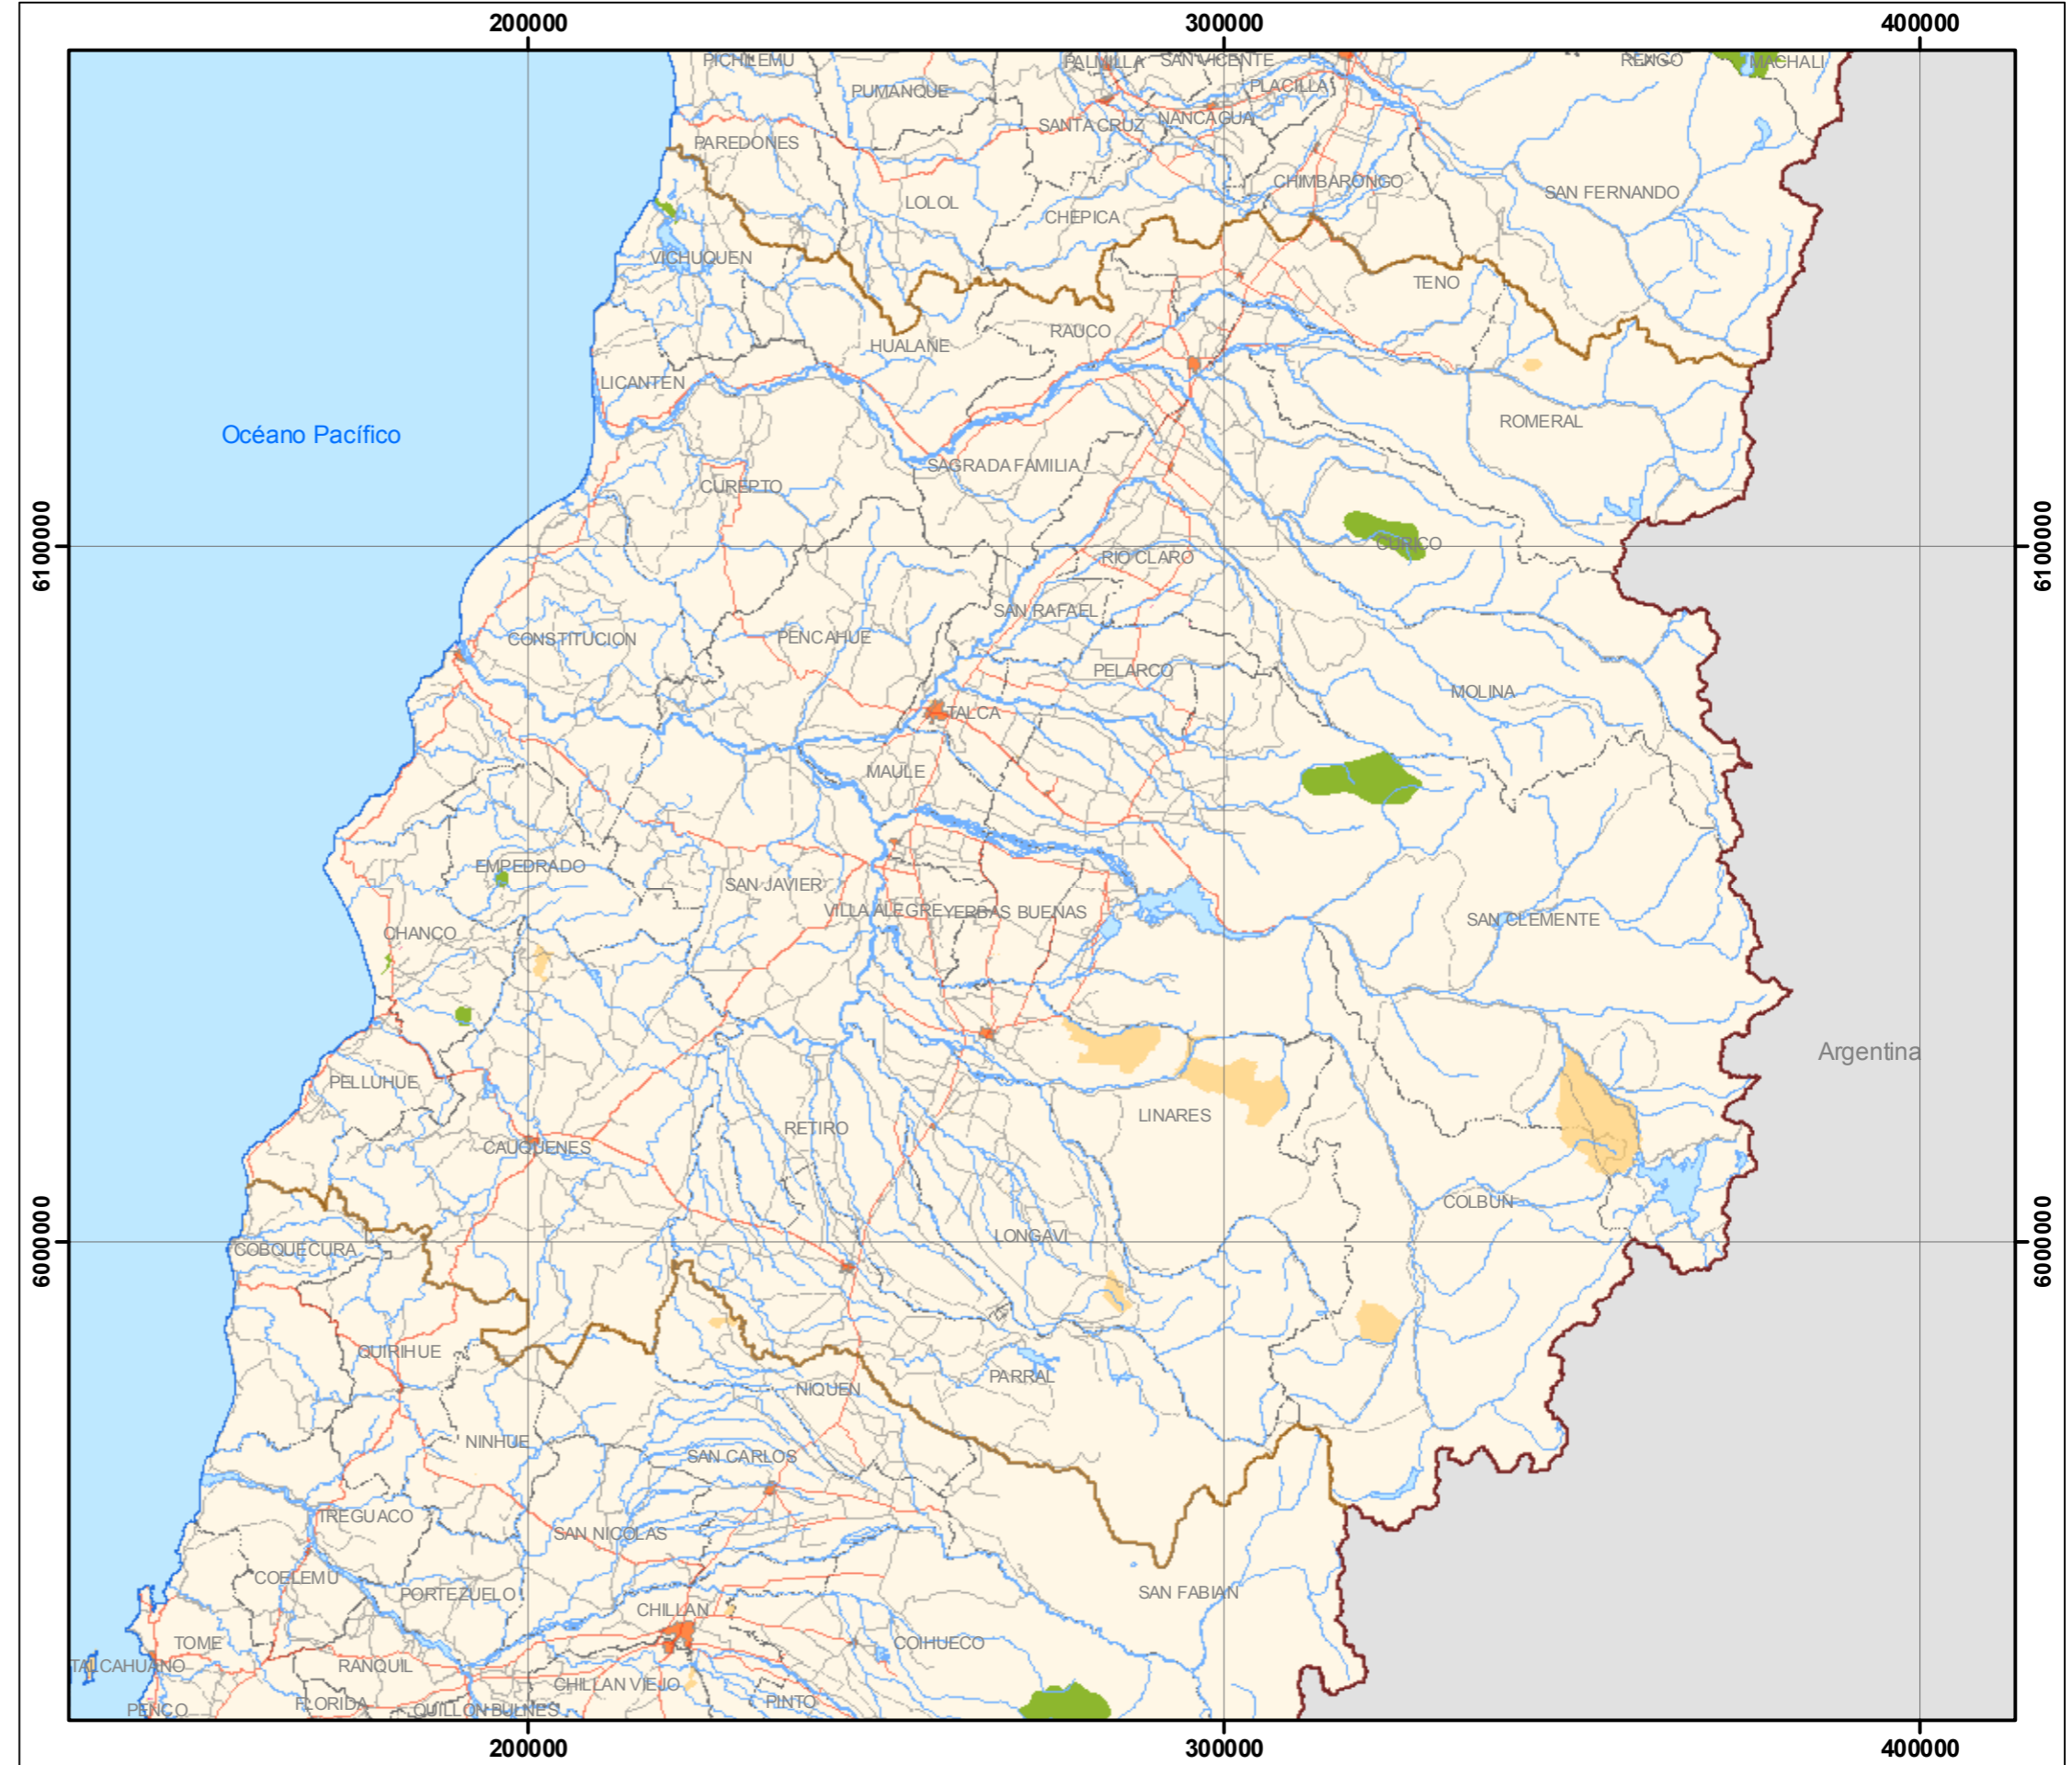 200000
300000
400000
PICHILEMU
PALMILLA
SAN VICENTE
RENGO
MACHALI
PUMANQUE
PLACILLA
SANTA CRUZ
NANCAGUA
PAREDONES
CHIMBARONGO
SAN FERNANDO
LOLOL
CHEPICA
VICHUQUEN
TENO
RAUCO
HUALAÑE
LICANTEN
ROMERAL
Océano Pacífico
SAGRADA FAMILIA
CUREPTO
6100000
6100000
CURICO
RIO CLARO
SAN RAFAEL
CONSTITUCION
PENCAHUE
PELARCO
MOLINA
TALCA
MAULE
EMPEDRADO
SAN JAVIER
VILLA ALEGRE
YERBAS BUENAS
SAN CLEMENTE
CHANCO
Argentina
PELLUHUE
LINARES
RETIRO
CAUQUENES
COLBUN
LONGAVI
6000000
6000000
COBQUECURA
QUIRIHUE
PARRAL
ÑIQUEN
NINHUE
SAN CARLOS
TREGUACO
SAN NICOLAS
COELEMU
PORTEZUELO
SAN FABIAN
CHILLAN
TOME
COIHUECO
TALCAHUANO
RANQUIL
CHILLAN VIEJO
PINTO
PENCO
FLORIDA
QUILLON
BULNES
200000
300000
400000